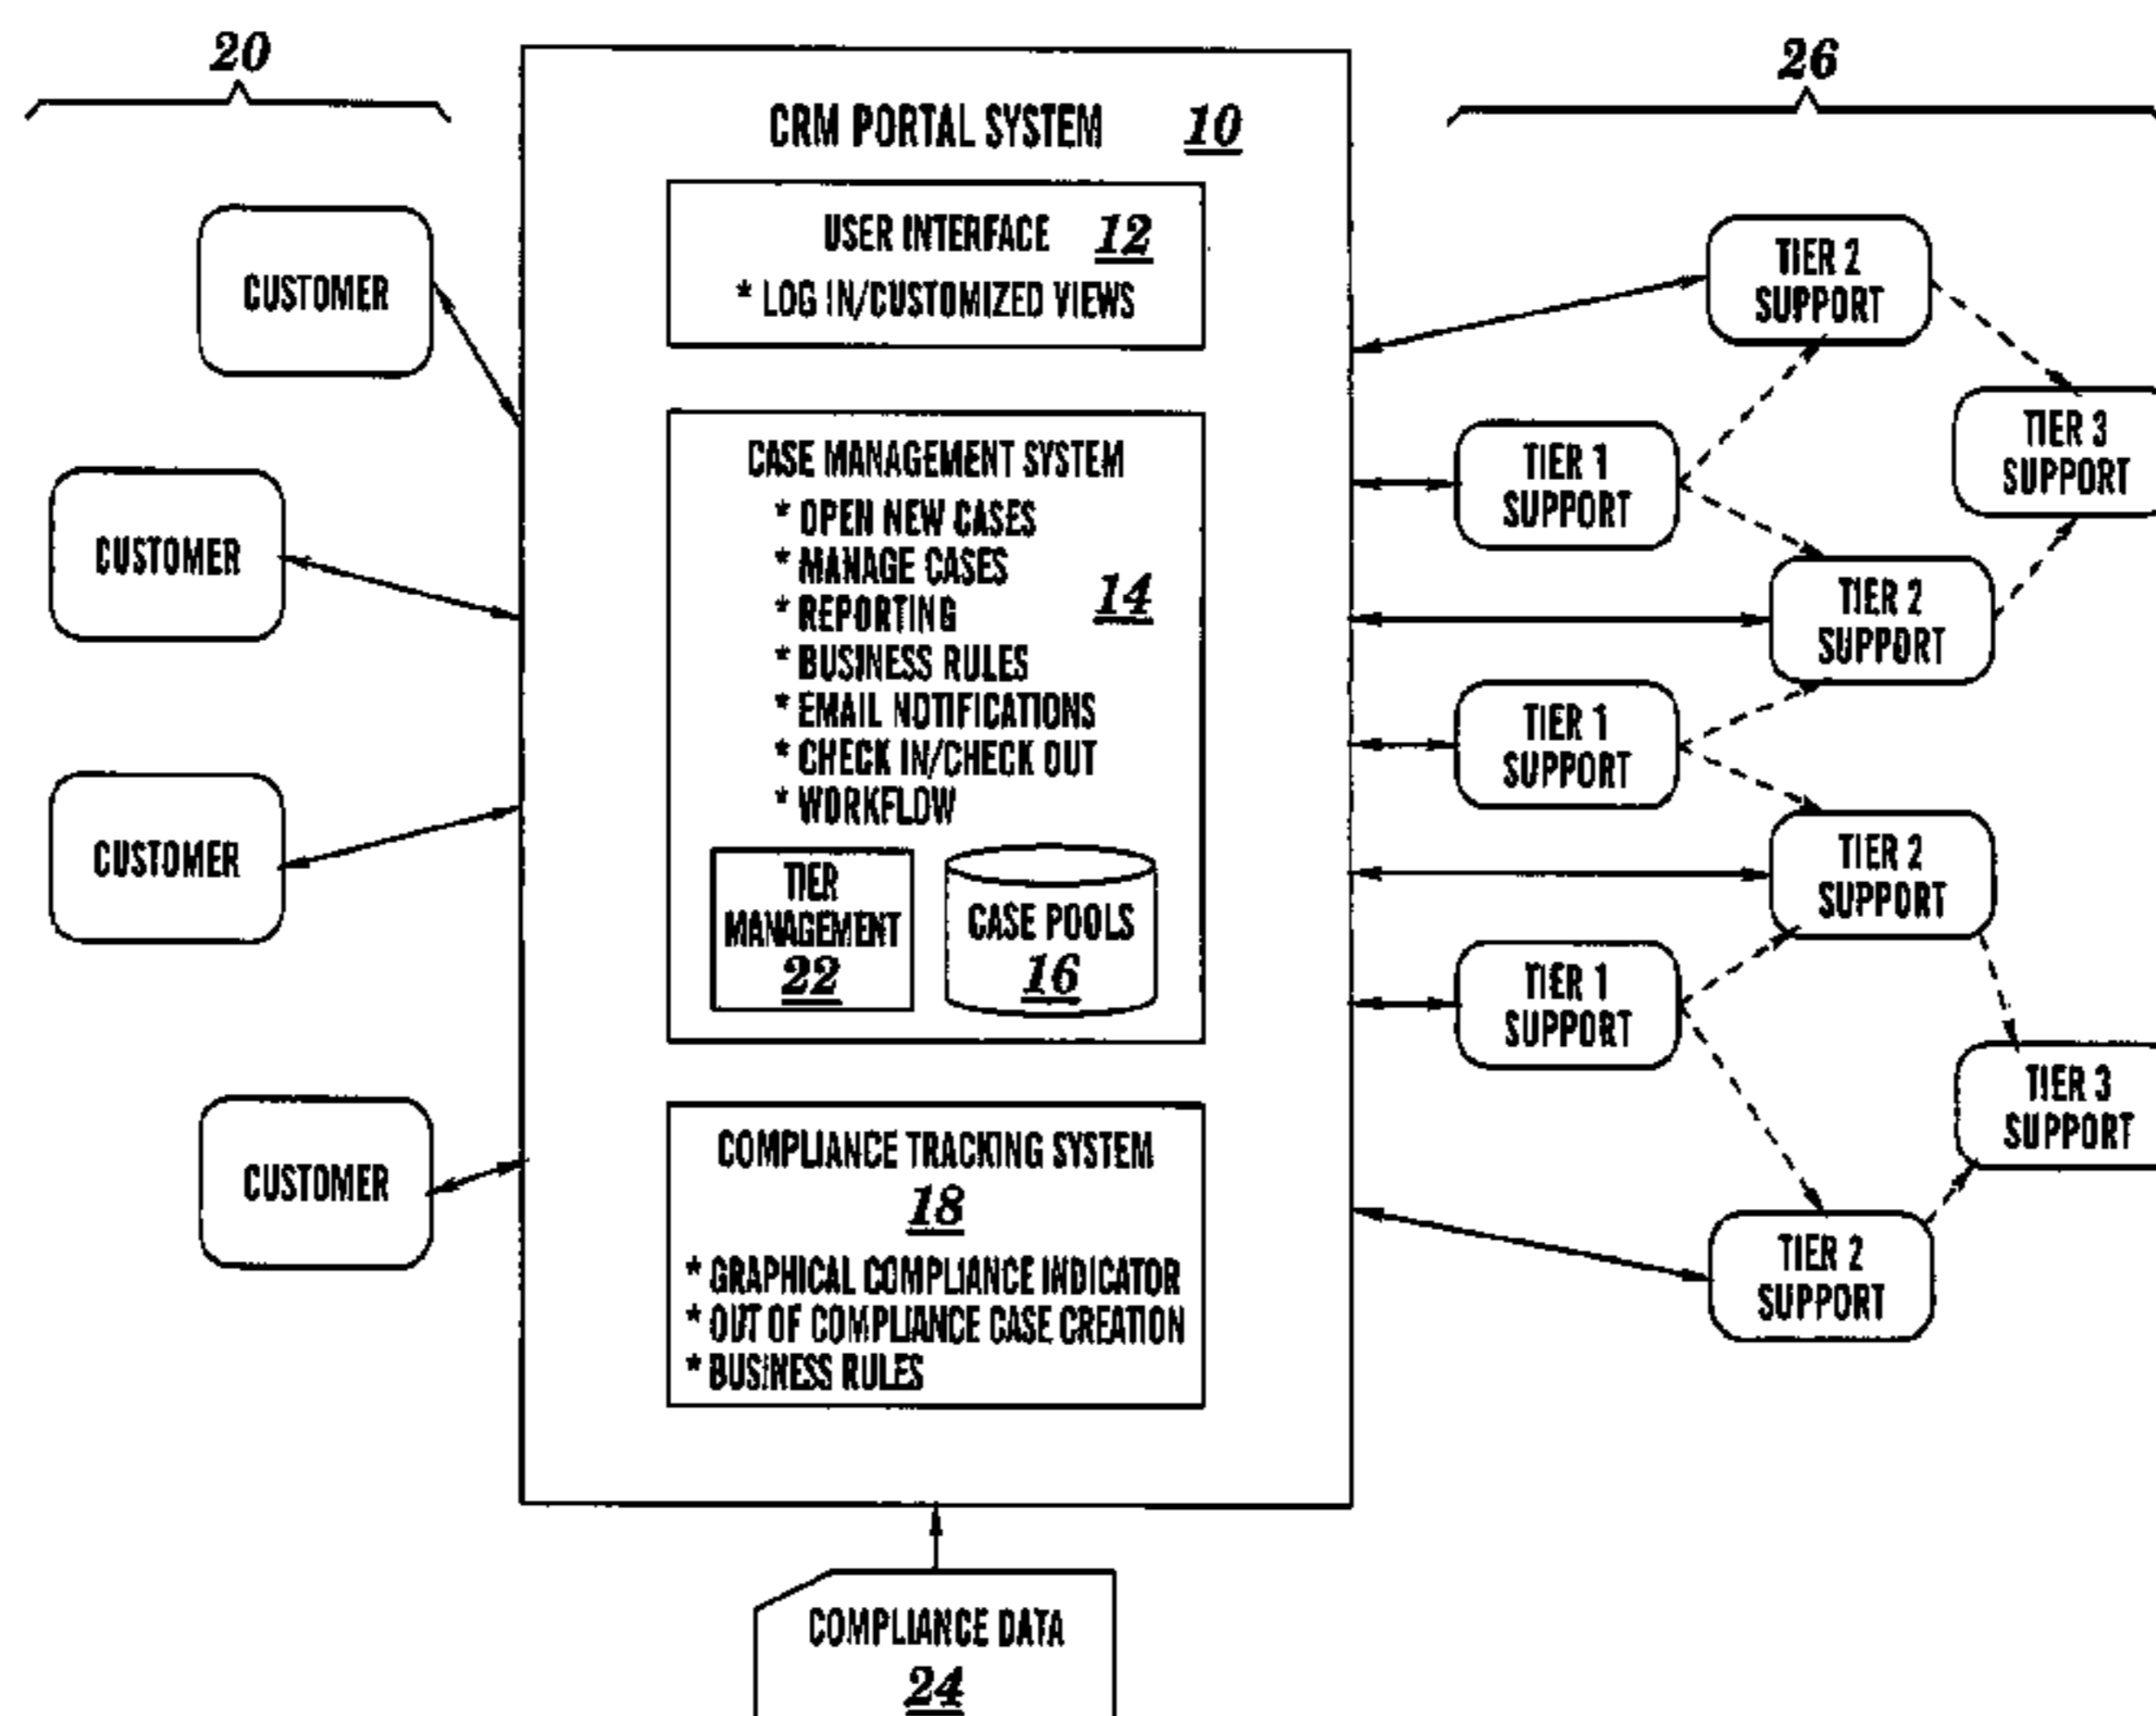 20
26
CRM PORTAL SYSTEM 10
USER INTERFACE 12
* LOG IN/CUSTOMIZED VIEWS
CASE MANAGEMENT SYSTEM
* OPEN NEW CASES
* MANAGE CASES
* REPORTING
* BUSINESS RULES
* EMAIL NOTIFICATIONS
* CHECK IN/CHECK OUT
* WORKFLOW
14
TIER
MANAGEMENT
22
CASE POOLS
16
COMPLIANCE TRACKING SYSTEM
18
* GRAPHICAL COMPLIANCE INDICATOR
* OUT OF COMPLIANCE CASE CREATION
* BUSINESS RULES
COMPLIANCE DATA
24
CUSTOMER
CUSTOMER
CUSTOMER
CUSTOMER
TIER 2
SUPPORT
TIER 3
SUPPORT
TIER 1
SUPPORT
TIER 2
SUPPORT
TIER 1
SUPPORT
TIER 2
SUPPORT
TIER 1
SUPPORT
TIER 3
SUPPORT
TIER 2
SUPPORT